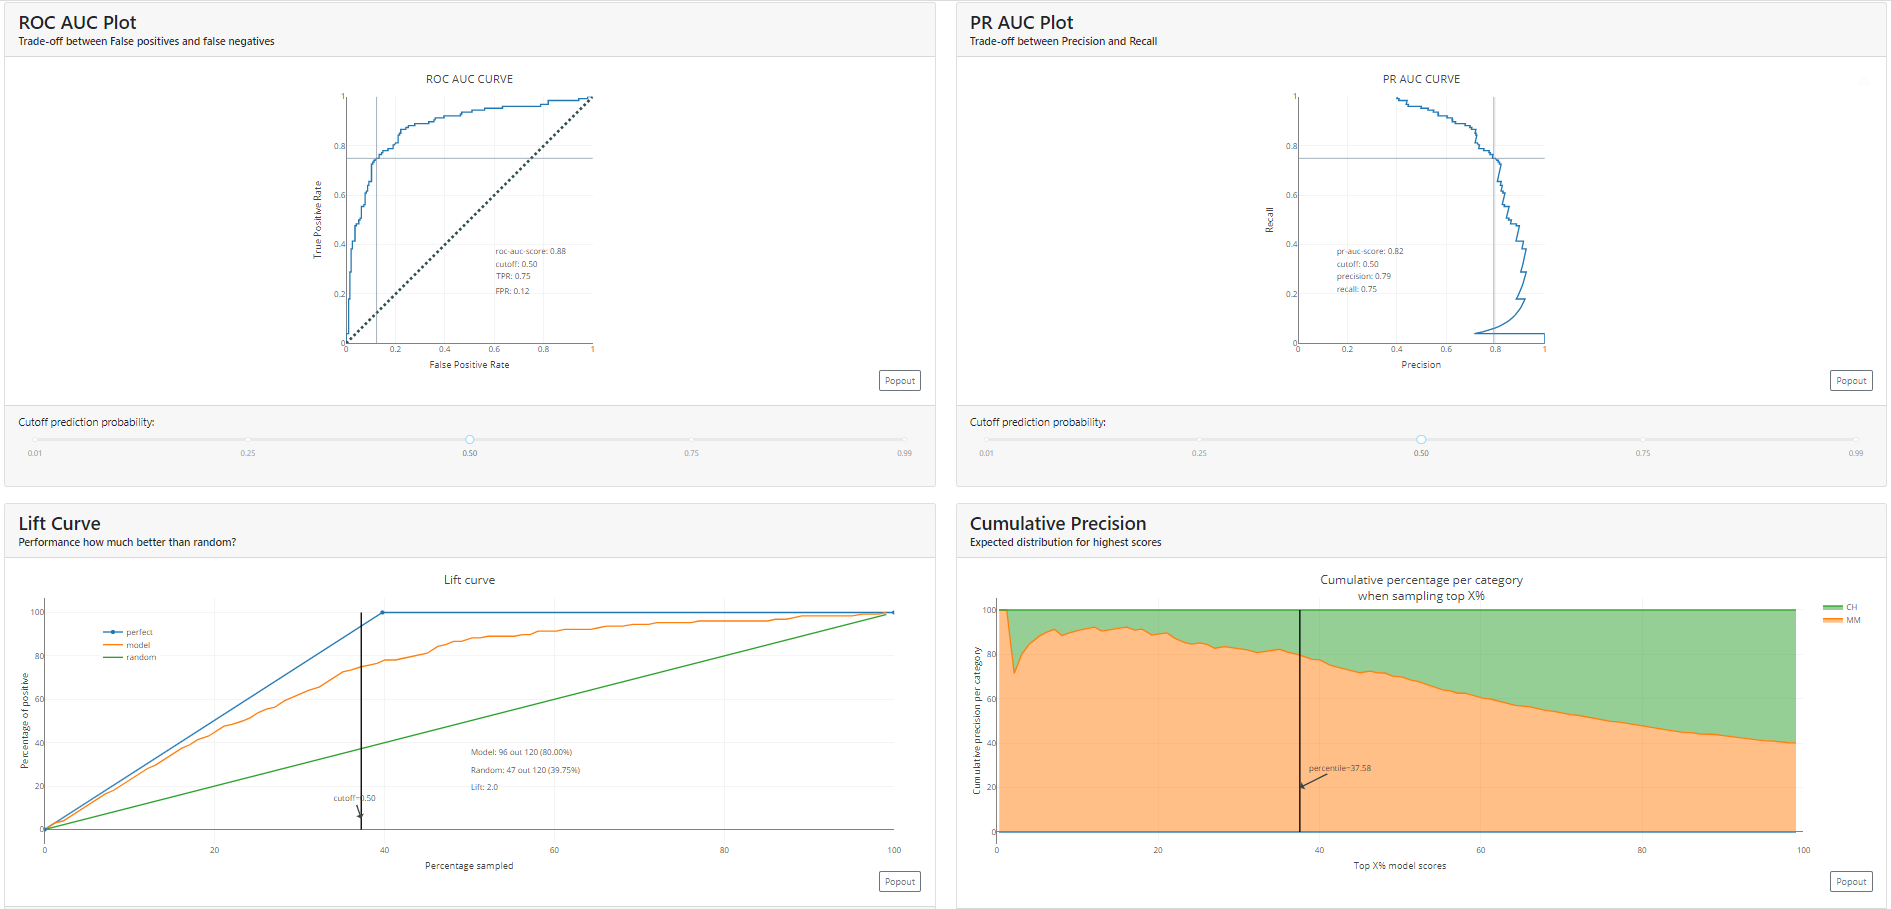 ROC AUC Plot
Trade-off between False positives and false negatives
ROC AUC CURVE
1
0.8
0.6
0.4
0.2
0
True Positive Rate
roc-auc-score: 0.88
cutoff: 0.50
TPR: 0.75
FPR: 0.12
0 0.2 0.4 0.6 0.8 1
False Positive Rate
Popout
Cutoff prediction probability:
0.01 0.25 0.50 0.75 0.99
PR AUC Plot
Trade-off between Precision and Recall
PR AUC CURVE
1
0.8
0.6
0.4
0.2
0
Recall
pr-auc-score: 0.82
cutoff: 0.50
precision: 0.79
recall: 0.75
0 0.2 0.4 0.6 0.8 1
Precision
Popout
Cutoff prediction probability:
0.01 0.25 0.50 0.75 0.99
Lift Curve
Performance how much better than random?
Lift curve
100
80
60
40
20
0
Percentage of positive
perfect
model
random
Model: 96 out 120 (80.00%)
Random: 47 out 120 (39.75%)
Lift: 2.0
cutoff=0.50
0 20 40 60 80 100
Percentage sampled
Popout
Cumulative Precision
Expected distribution for highest scores
Cumulative percentage per category
when sampling top X%
100
80
60
40
20
0
Cumulative precision per category
CH
MM
percentile=37.58
0 20 40 60 80 100
Top X% model scores
Popout